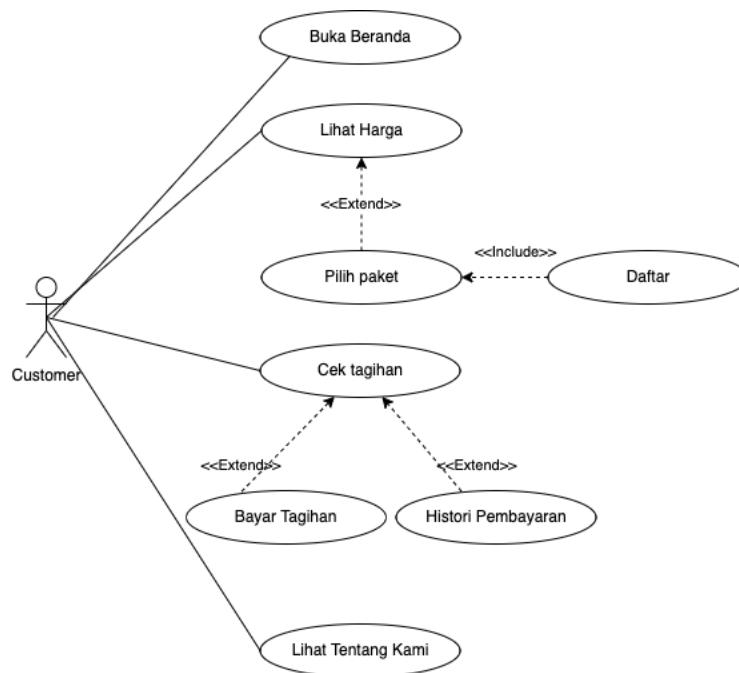 Buka Beranda
Lihat Harga
<<Extend>>
<<Include>>
Pilih paket
Daftar
Customer
Cek tagihan
<<Extend>>
<<Extend>>
Bayar Tagihan
Histori Pembayaran
Lihat Tentang Kami